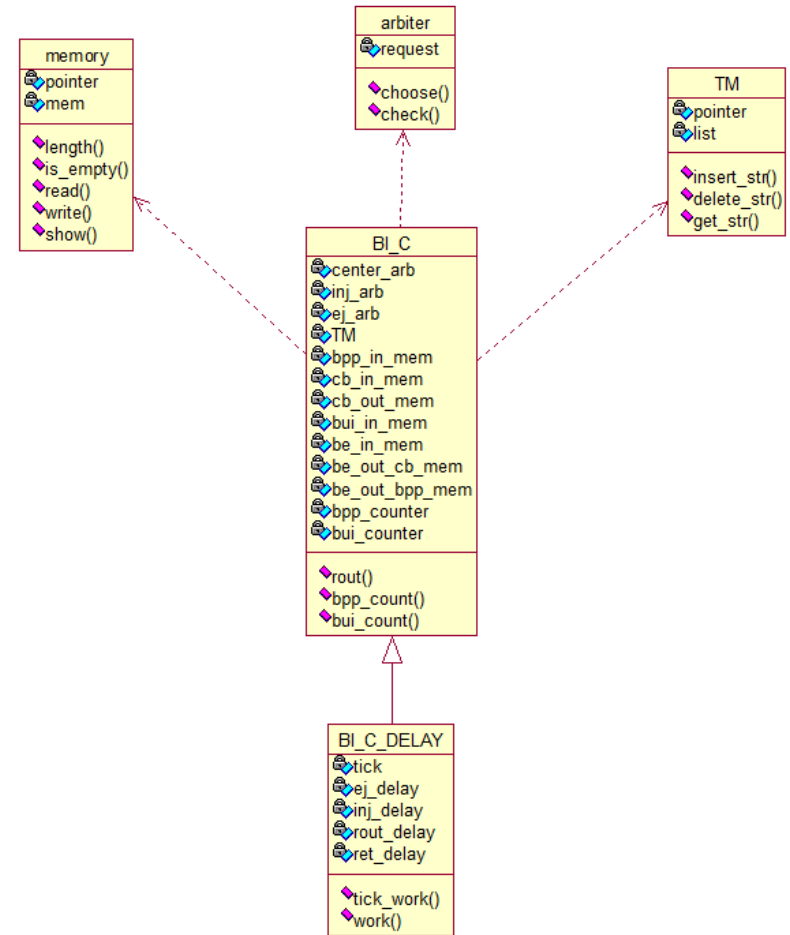 arbiter
request
choose()
check()
memory
pointer
mem
length()
is_empty()
read()
write()
show()
TM
pointer
list
insert_str()
delete_str()
get_str()
BI_C
center_arb
inj_arb
ej_arb
TM
bpp_in_mem
cb_in_mem
cb_out_mem
bui_in_mem
be_in_mem
be_out_cb_mem
be_out_bpp_mem
bpp_counter
bui_counter
rout()
bpp_count()
bui_count()
BI_C_DELAY
tick
ej_delay
inj_delay
rout_delay
ret_delay
tick_work()
work()